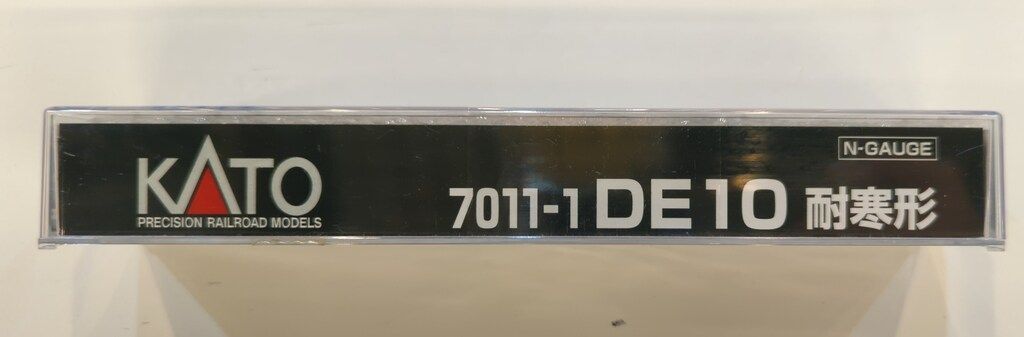 KATO
PRECISION RAILROAD MODELS
N-GAUGE
7011-1 DE10 耐寒形